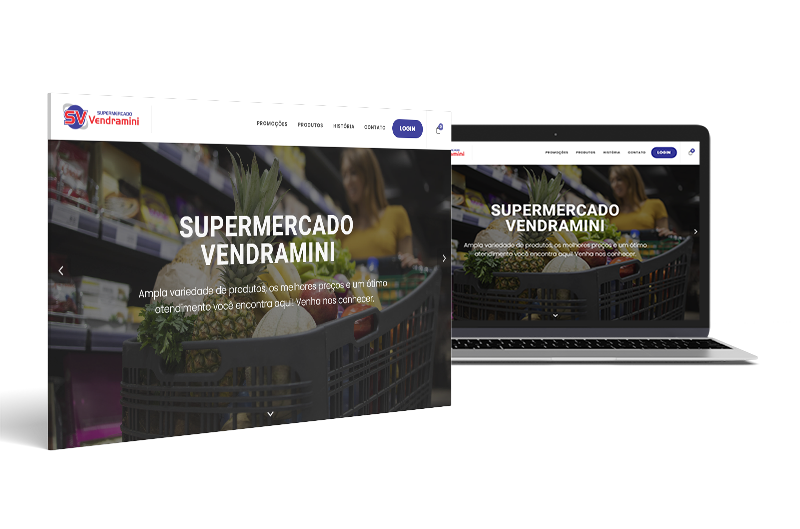 SUPERMERCADO
Vendramini
PROMOÇÕES PRODUTOS HISTÓRIA CONTATO LOGIN
SUPERMERCADO
VENDRAMINI
Ampla variedade de produtos, os melhores preços e um ótimo
atendimento você encontra aqui! Venha nos conhecer.
PROMOÇÕES PRODUTOS HISTÓRIA CONTATO LOGIN
SUPERMERCADO
VENDRAMINI
Ampla variedade de produtos, os melhores preços e um ótimo
atendimento você encontra aqui! Venha nos conhecer.